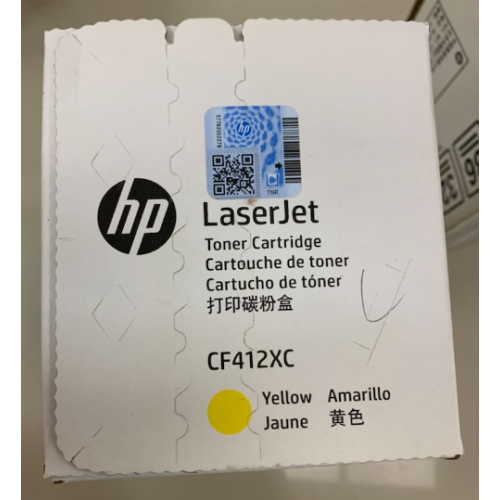 hp
hp
LaserJet
Toner Cartridge
Cartouche de toner
Cartucho de tóner
打印碳粉盒
CF412XC
Yellow Amarillo
Jaune 黄色